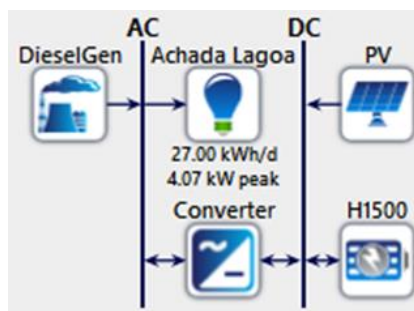 AC
DC
DieselGen
Achada Lagoa
PV
27.00 kWh/d
4.07 kW peak
Converter
H1500